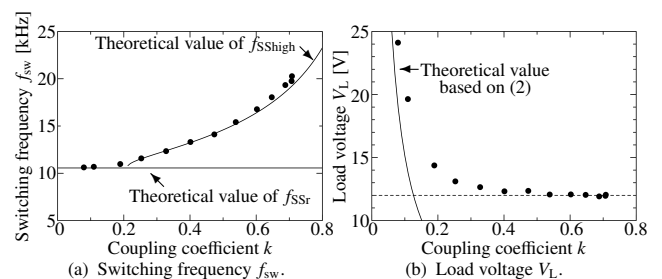 Switching frequency f_sw [kHz]
25
20
15
10
5
Theoretical value of f_SShigh
Theoretical value of f_SSr
0 0.2 0.4 0.6 0.8
Coupling coefficient k
(a) Switching frequency f_sw.
Load voltage V_L [V]
25
20
15
10
Theoretical value
based on (2)
0 0.2 0.4 0.6 0.8
Coupling coefficient k
(b) Load voltage V_L.